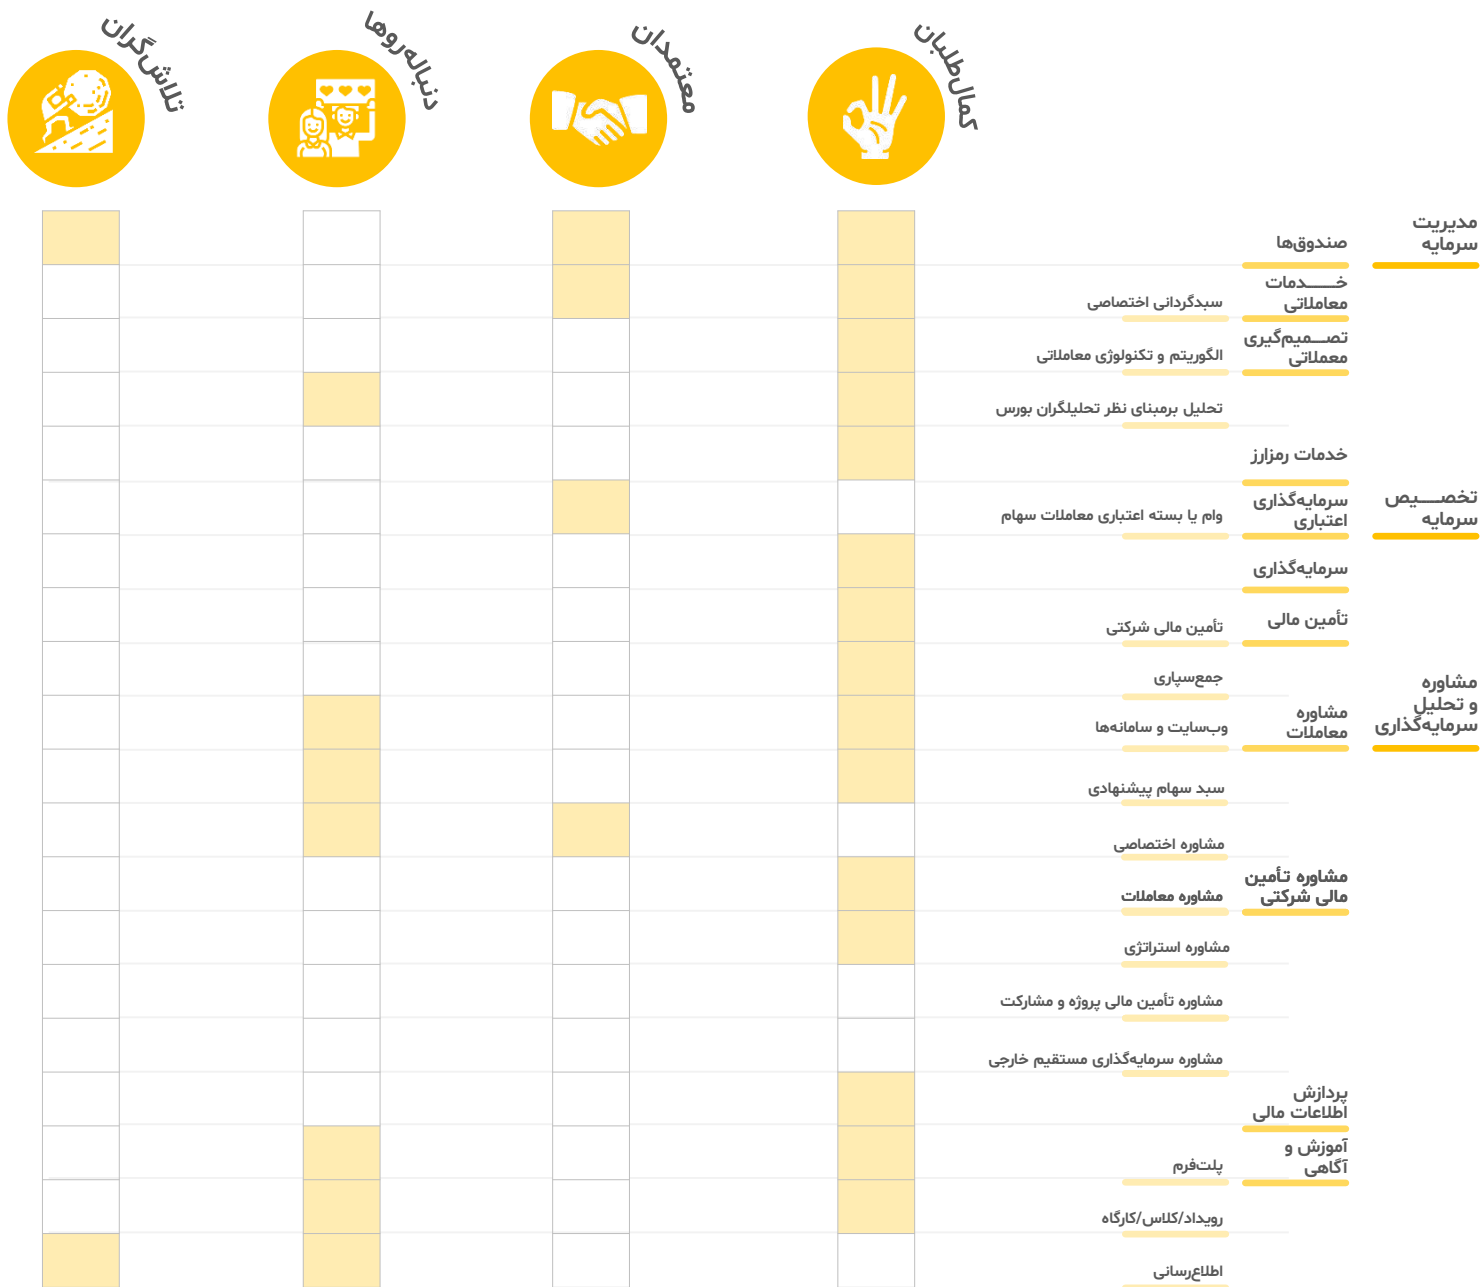 کمال‌طلبان
معتمدان
دنباله‌روها
تلاش‌گران
مدیریت
سرمایه
صندوق‌ها
خـــــدمات
معاملاتی
سبدگردانی اختصاصی
تصـــمیم‌گیری
معملاتی
الگوریتم و تکنولوژی معاملاتی
تحلیل برمبنای نظر تحلیلگران بورس
خدمات رمزارز
تخصـــــیص
سرمایه
سرمایه‌گذاری
اعتباری
وام یا بسته اعتباری معاملات سهام
سرمایه‌گذاری
تأمین مالی
تأمین مالی شرکتی
جمع‌سپاری
مشاوره
و تحلیل
سرمایه‌گذاری
مشاوره
معاملات
وب‌سایت و سامانه‌ها
سبد سهام پیشنهادی
مشاوره اختصاصی
مشاوره تأمین
مالی شرکتی
مشاوره معاملات
مشاوره استراتژی
مشاوره تأمین مالی پروژه و مشارکت
مشاوره سرمایه‌گذاری مستقیم خارجی
پردازش
اطلاعات مالی
آموزش و
آگاهی
پلت‌فرم
رویداد/کلاس/کارگاه
اطلاع‌رسانی